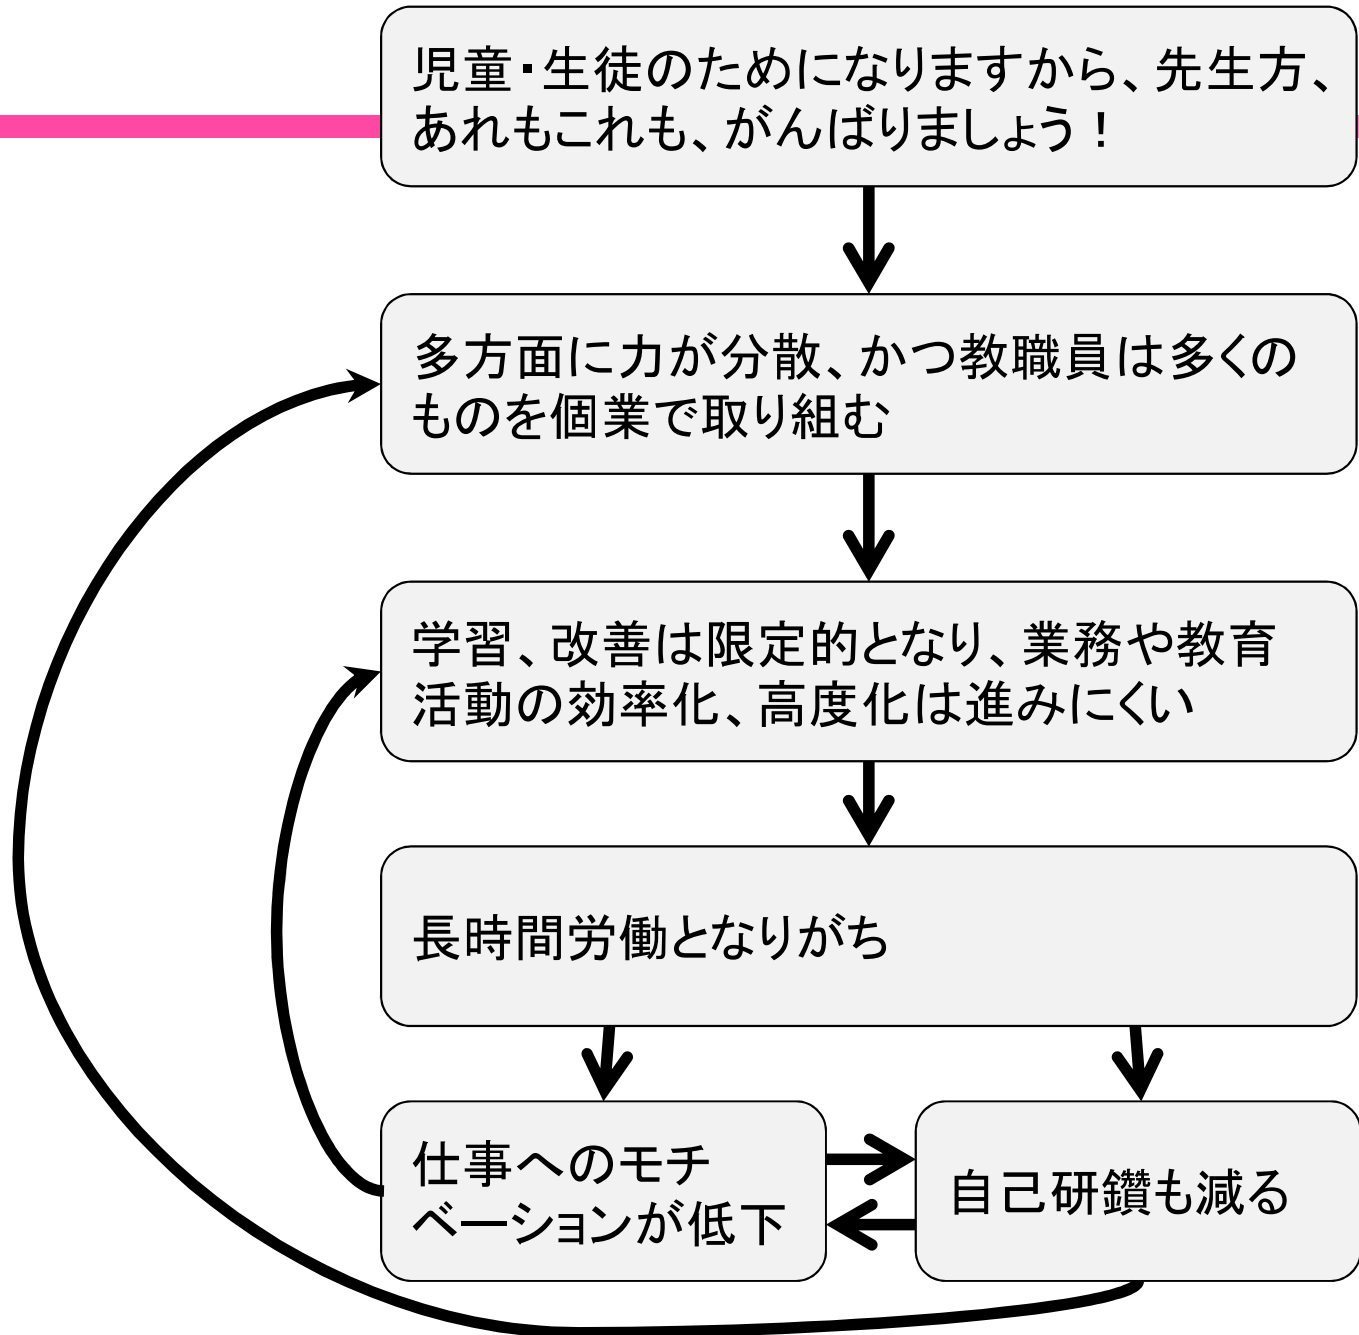 児童・生徒のためになりますから、先生方、
あれもこれも、がんばりましょう！
多方面に力が分散、かつ教職員は多くの
ものを個業で取り組む
学習、改善は限定的となり、業務や教育
活動の効率化、高度化は進みにくい
長時間労働となりがち
仕事へのモチ
ベーションが低下
自己研鑽も減る